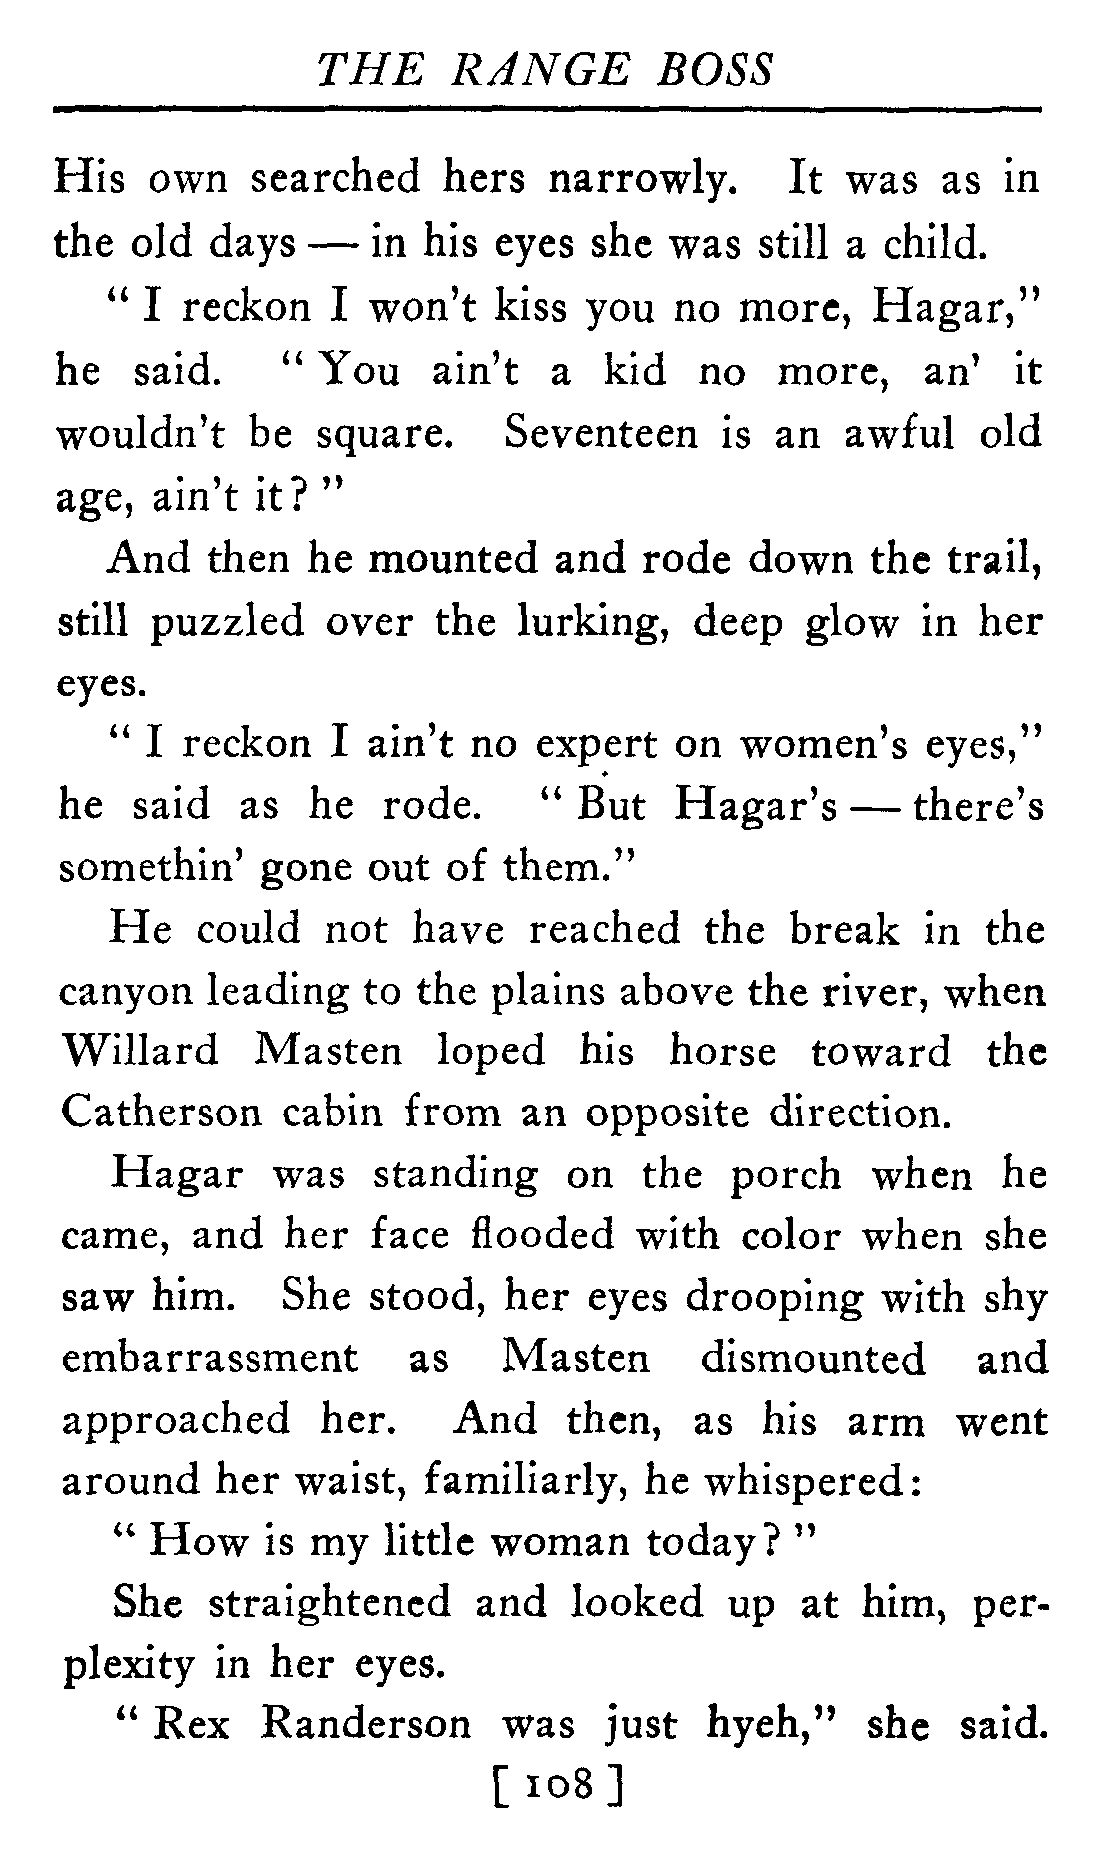 THE RANGE BOSS
His own searched hers narrowly. It was as in
the old days — in his eyes she was still a child.
" I reckon I won't kiss you no more, Hagar,"
he said. " You ain't a kid no more, an' it
wouldn't be square. Seventeen is an awful old
age, ain't it? "
And then he mounted and rode down the trail,
still puzzled over the lurking, deep glow in her
eyes.
" I reckon I ain't no expert on women's eyes,"
he said as he rode. " But Hagar's — there's
somethin' gone out of them."
He could not have reached the break in the
canyon leading to the plains above the river, when
Willard Masten loped his horse toward the
Catherson cabin from an opposite direction.
Hagar was standing on the porch when he
came, and her face flooded with color when she
saw him. She stood, her eyes drooping with shy
embarrassment as Masten dismounted and
approached her. And then, as his arm went
around her waist, familiarly, he whispered:
" How is my little woman today? "
She straightened and looked up at him, per-
plexity in her eyes.
" Rex Randerson was just hyeh," she said.
[ 108 ]